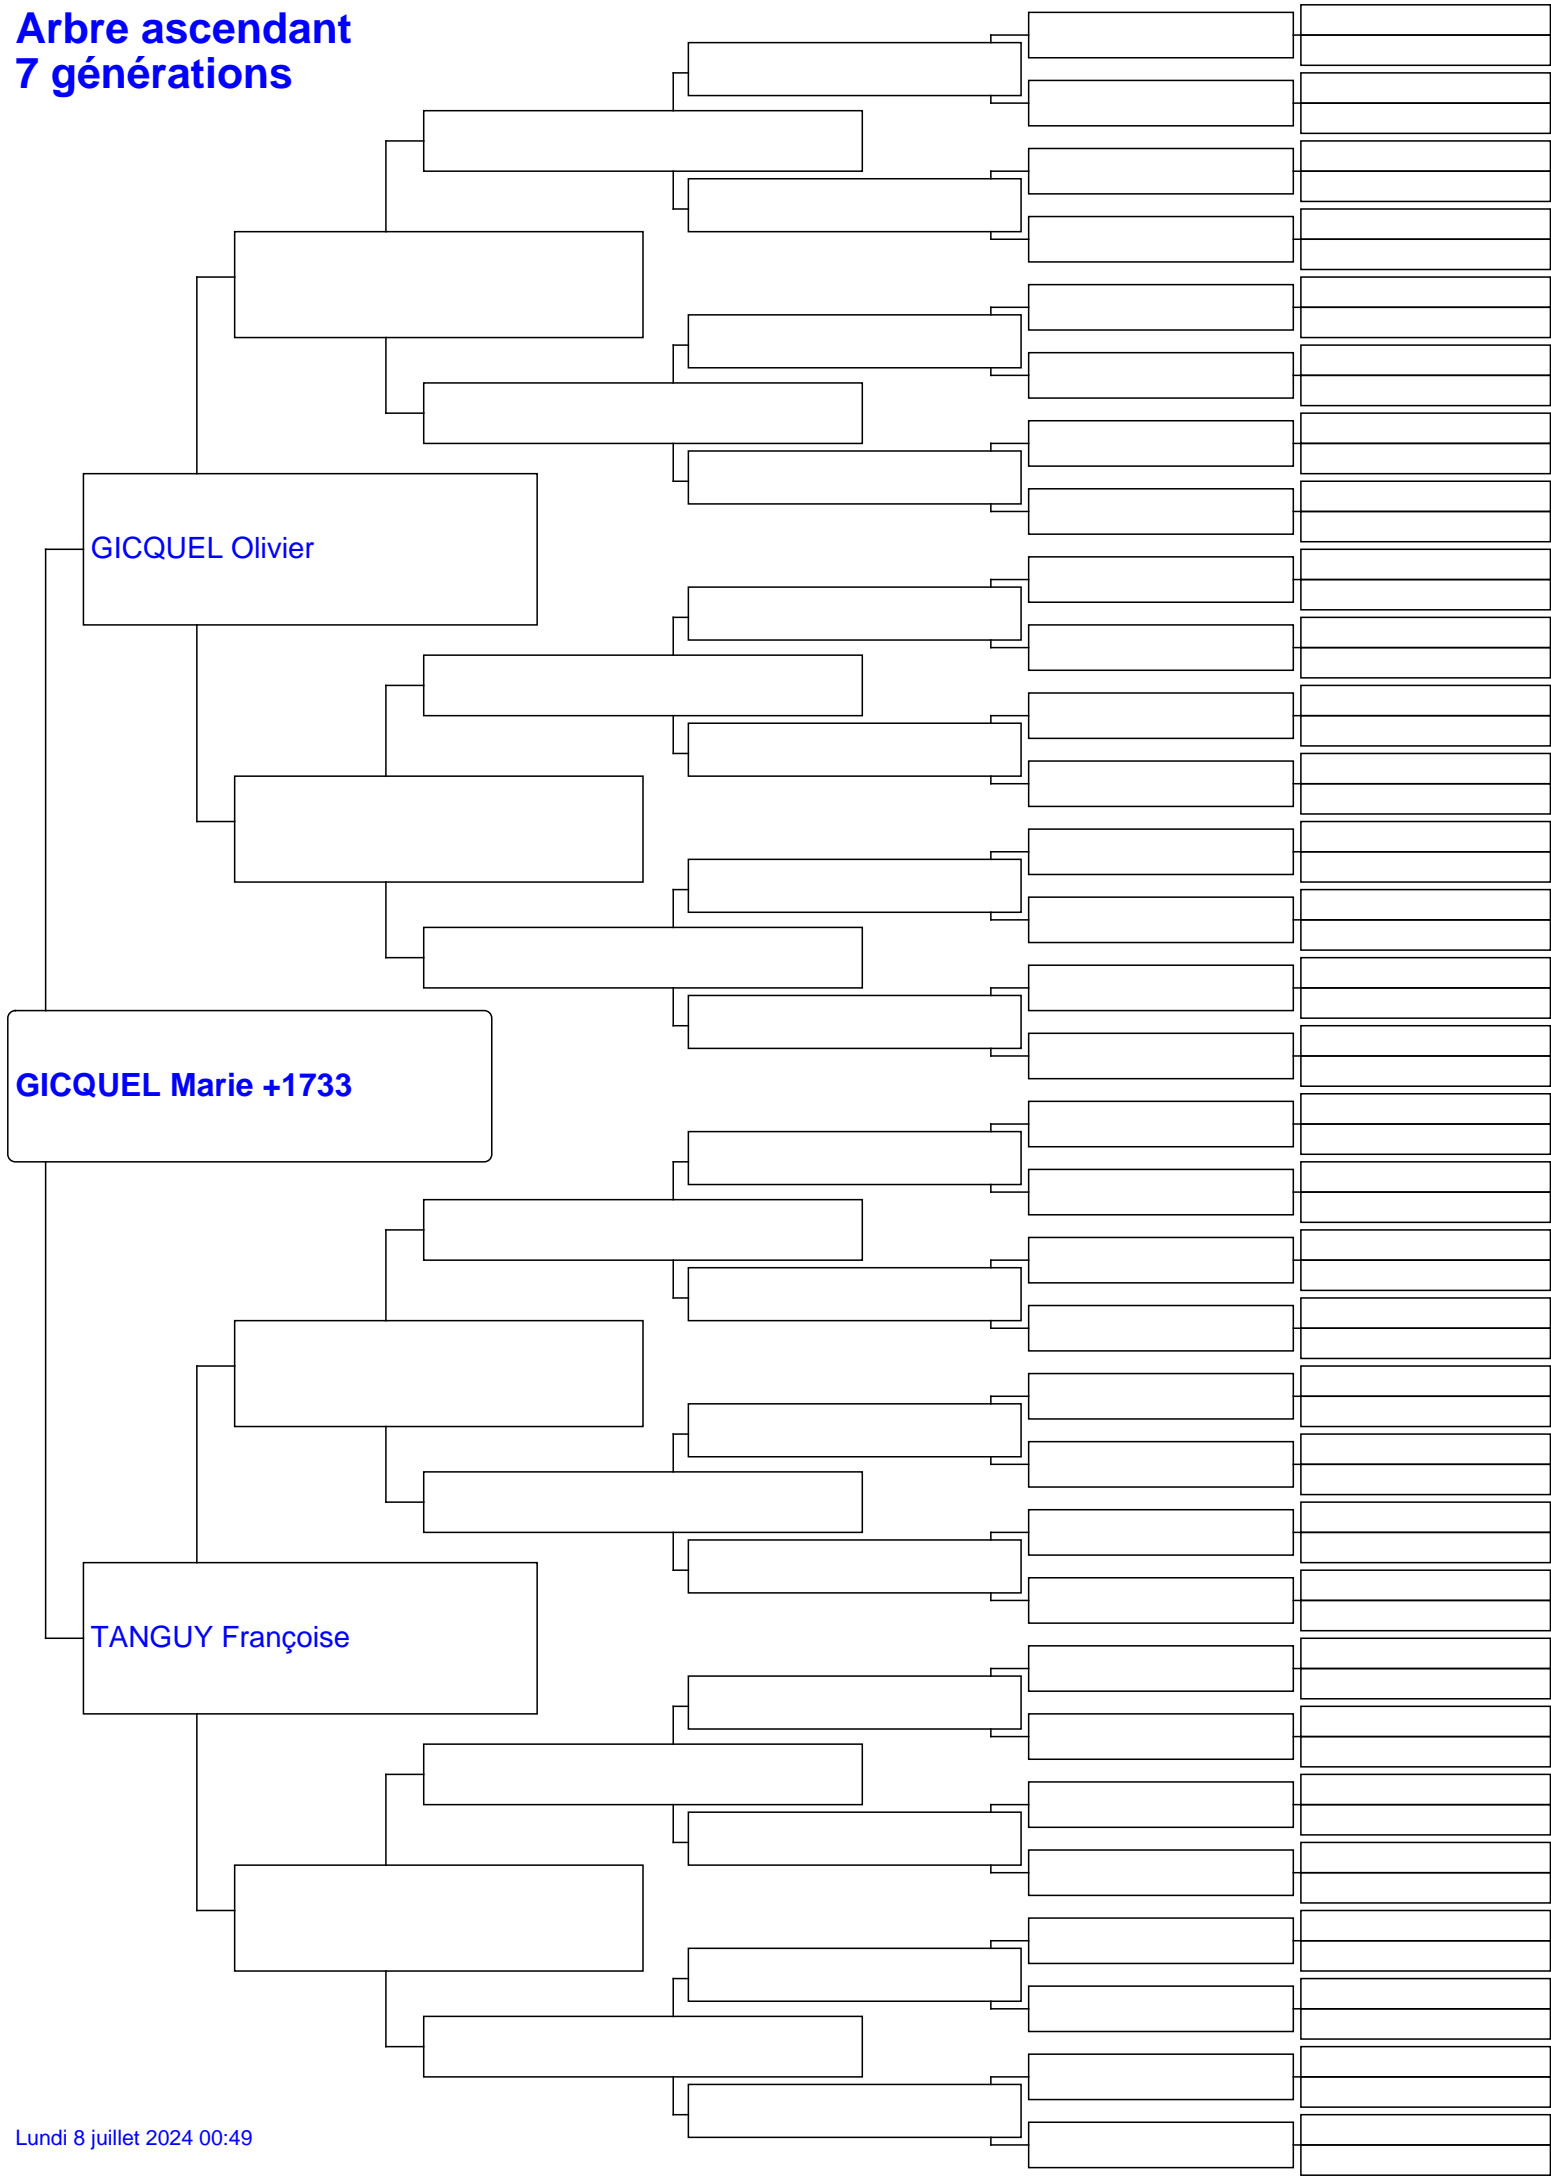 Arbre ascendant
7 générations
GICQUEL Olivier
GICQUEL Marie +1733
TANGUY Françoise
Lundi 8 juillet 2024 00:49